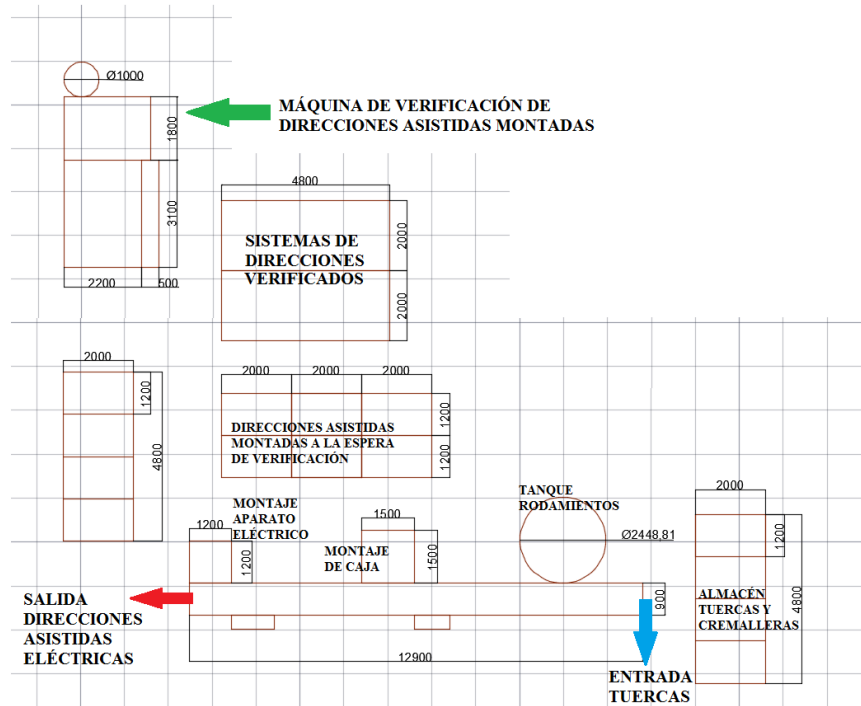 Ø1000
1800
MÁQUINA DE VERIFICACIÓN DE
DIRECCIONES ASISTIDAS MONTADAS
3100
2200
500
4800
2000
SISTEMAS DE
DIRECCIONES
VERIFICADOS
2000
2000
1200
4800
2000
2000
2000
1200
1200
DIRECCIONES ASISTIDAS
MONTADAS A LA ESPERA
DE VERIFICACIÓN
MONTAJE
APARATO
ELÉCTRICO
1200
1200
1500
1500
MONTAJE
DE CAJA
TANQUE
RODAMIENTOS
Ø2448,81
2000
1200
4800
ALMACÉN
TUERCAS Y
CREMALLERAS
900
12900
SALIDA
DIRECCIONES
ASISTIDAS
ELÉCTRICAS
ENTRADA
TUERCAS